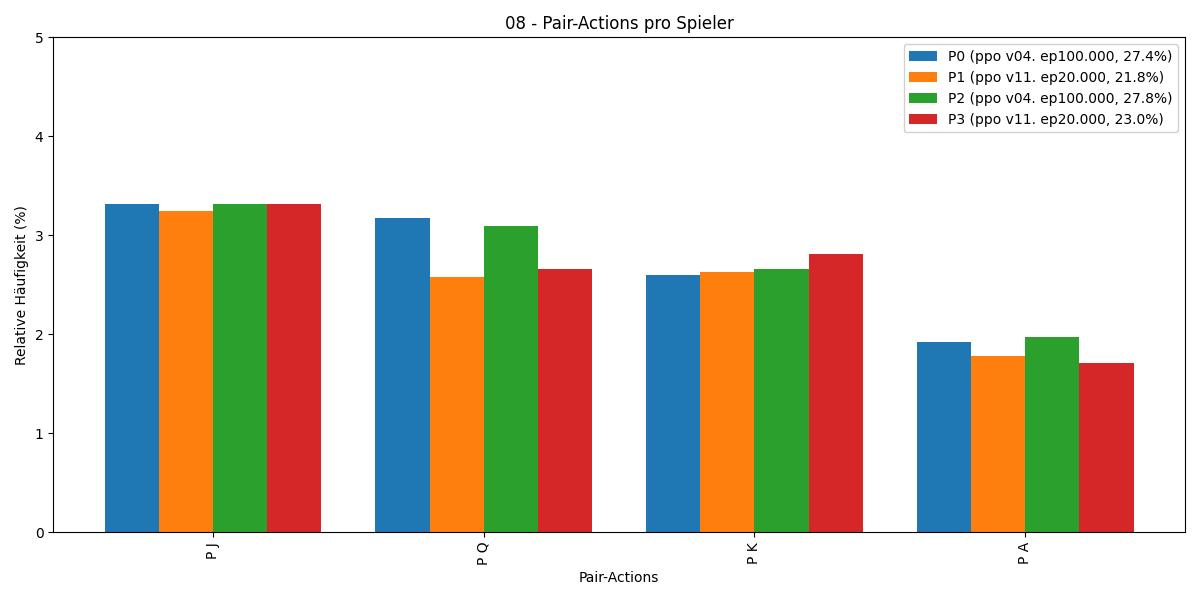 08 - Pair-Actions pro Spieler
P0 (ppo v04. ep100.000, 27.4%)
P1 (ppo v11. ep20.000, 21.8%)
P2 (ppo v04. ep100.000, 27.8%)
P3 (ppo v11. ep20.000, 23.0%)
Relative Häufigkeit (%)
5
4
3
2
1
0
P J
P Q
P K
P A
Pair-Actions